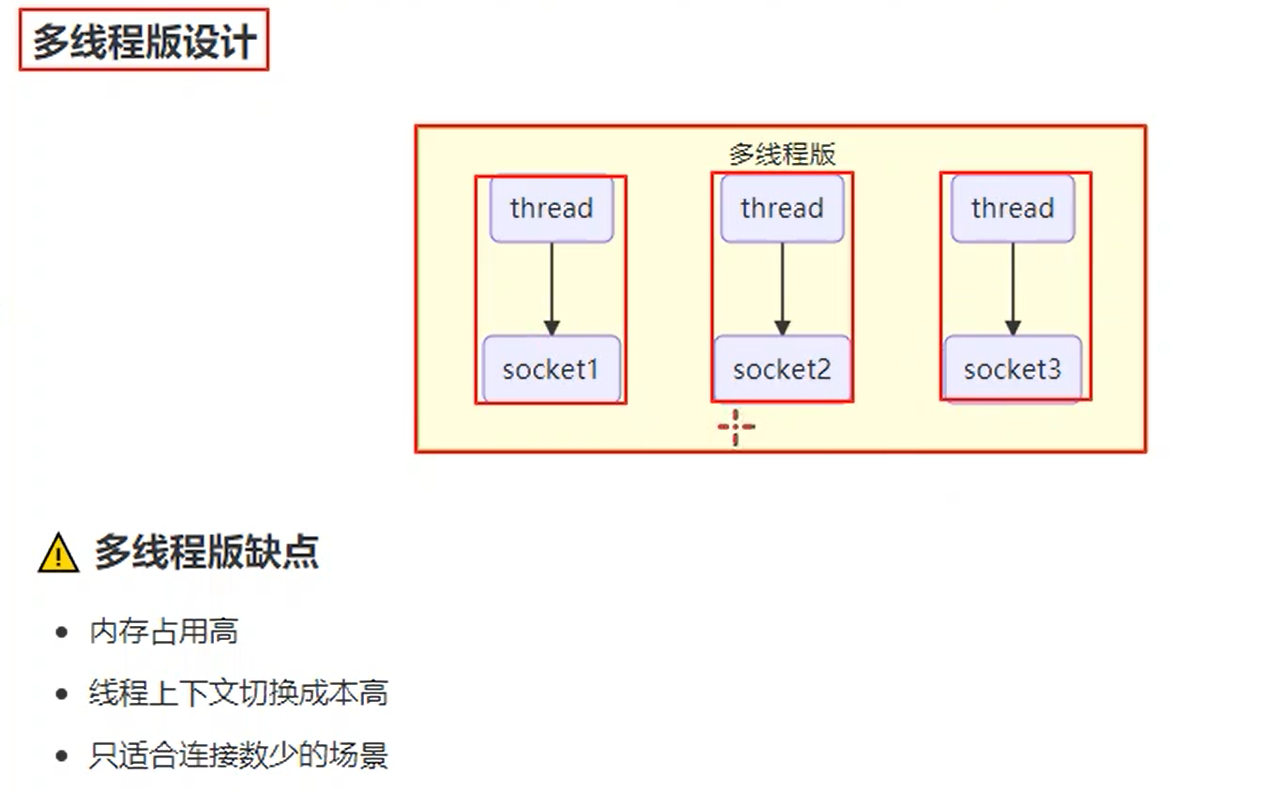 多线程版设计
多线程版
thread thread thread
socket1 socket2 socket3
多线程版缺点
内存占用高
线程上下文切换成本高
只适合连接数少的场景